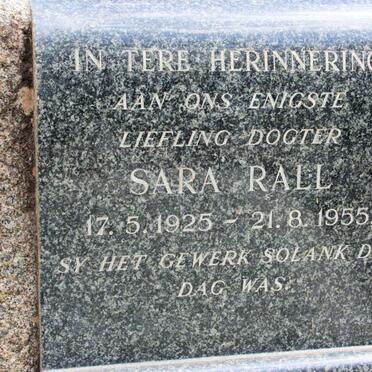 IN TERE HERINNERING
AAN ONS ENIGSTE
LIEFLING DOGTER
SARA RALL
17.5.1925 - 21.8.1955
SY HET GEWERK SOLANK D
DAG WAS.